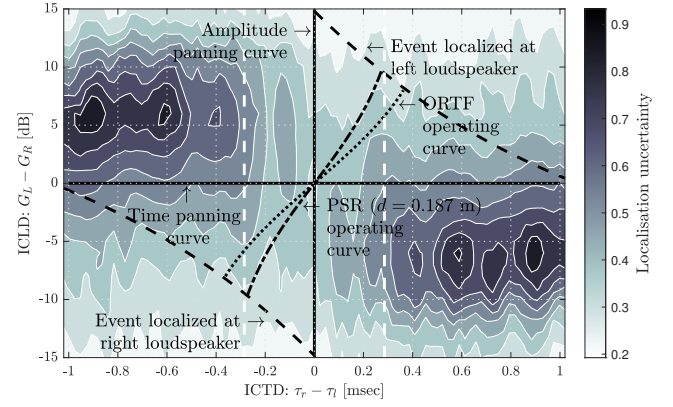 15
10
5
0
-5
-10
-15
ICLD: G_L − G_R [dB]
Amplitude →
panning curve
← Event localized at
left loudspeaker
← ORTF
operating
curve
↑
Time panning
curve
← PSR (d = 0.187 m)
operating
curve
Event localized at →
right loudspeaker
-1 -0.8 -0.6 -0.4 -0.2 0 0.2 0.4 0.6 0.8 1
ICTD: τ_r − τ_l [msec]
0.9
0.8
0.7
0.6
0.5
0.4
0.3
0.2
Localisation uncertainty